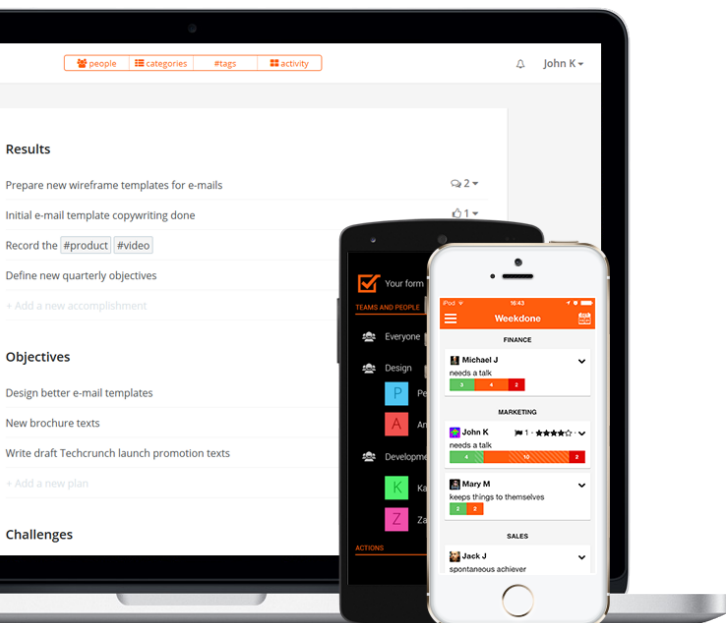 people categories #tags activity
John K
Results
Prepare new wireframe templates for e-mails
2
Initial e-mail template copywriting done
1
Record the #product #video
Define new quarterly objectives
+ Add a new accomplishment
Objectives
Design better e-mail templates
New brochure texts
Write draft Techcrunch launch promotion texts
+ Add a new plan
Challenges
Your form
TEAMS AND PEOPLE
Everyone
Design
P Pe
A
Developme
K Ka
Z Za
ACTIONS
iPod 16:43
Weekdone
FINANCE
Michael J
needs a talk
3 4 2
MARKETING
John K 1
needs a talk
4 10 2
Mary M
keeps things to themselves
2 2
SALES
Jack J
spontaneous achiever